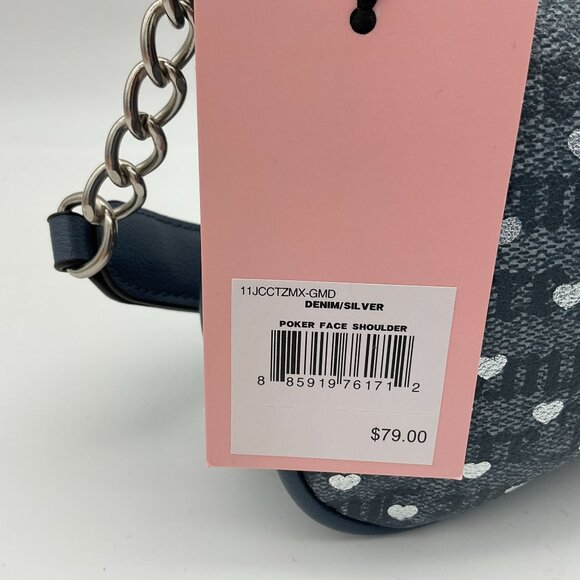 11JCCTZMX-GMD
DENIM/SILVER
POKER FACE SHOULDER
8 85919 76171 2
$79.00